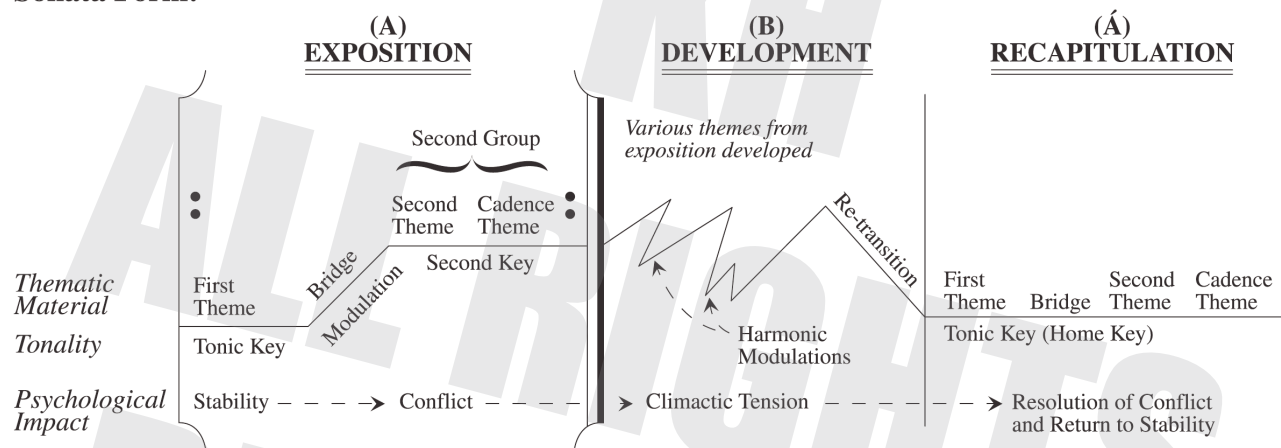 (A)
EXPOSITION
(B)
DEVELOPMENT
(Á)
RECAPITULATION
Various themes from
exposition developed
Second Group
Second
Theme
Cadence
Theme
Second Key
Bridge
Modulation
Re-transition
Thematic
Material
First
Theme
First
Theme
Bridge
Second
Theme
Cadence
Theme
Tonality
Tonic Key
Harmonic
Modulations
Tonic Key (Home Key)
Psychological
Impact
Stability
Conflict
Climactic Tension
Resolution of Conflict
and Return to Stability
ALL RIGHTS